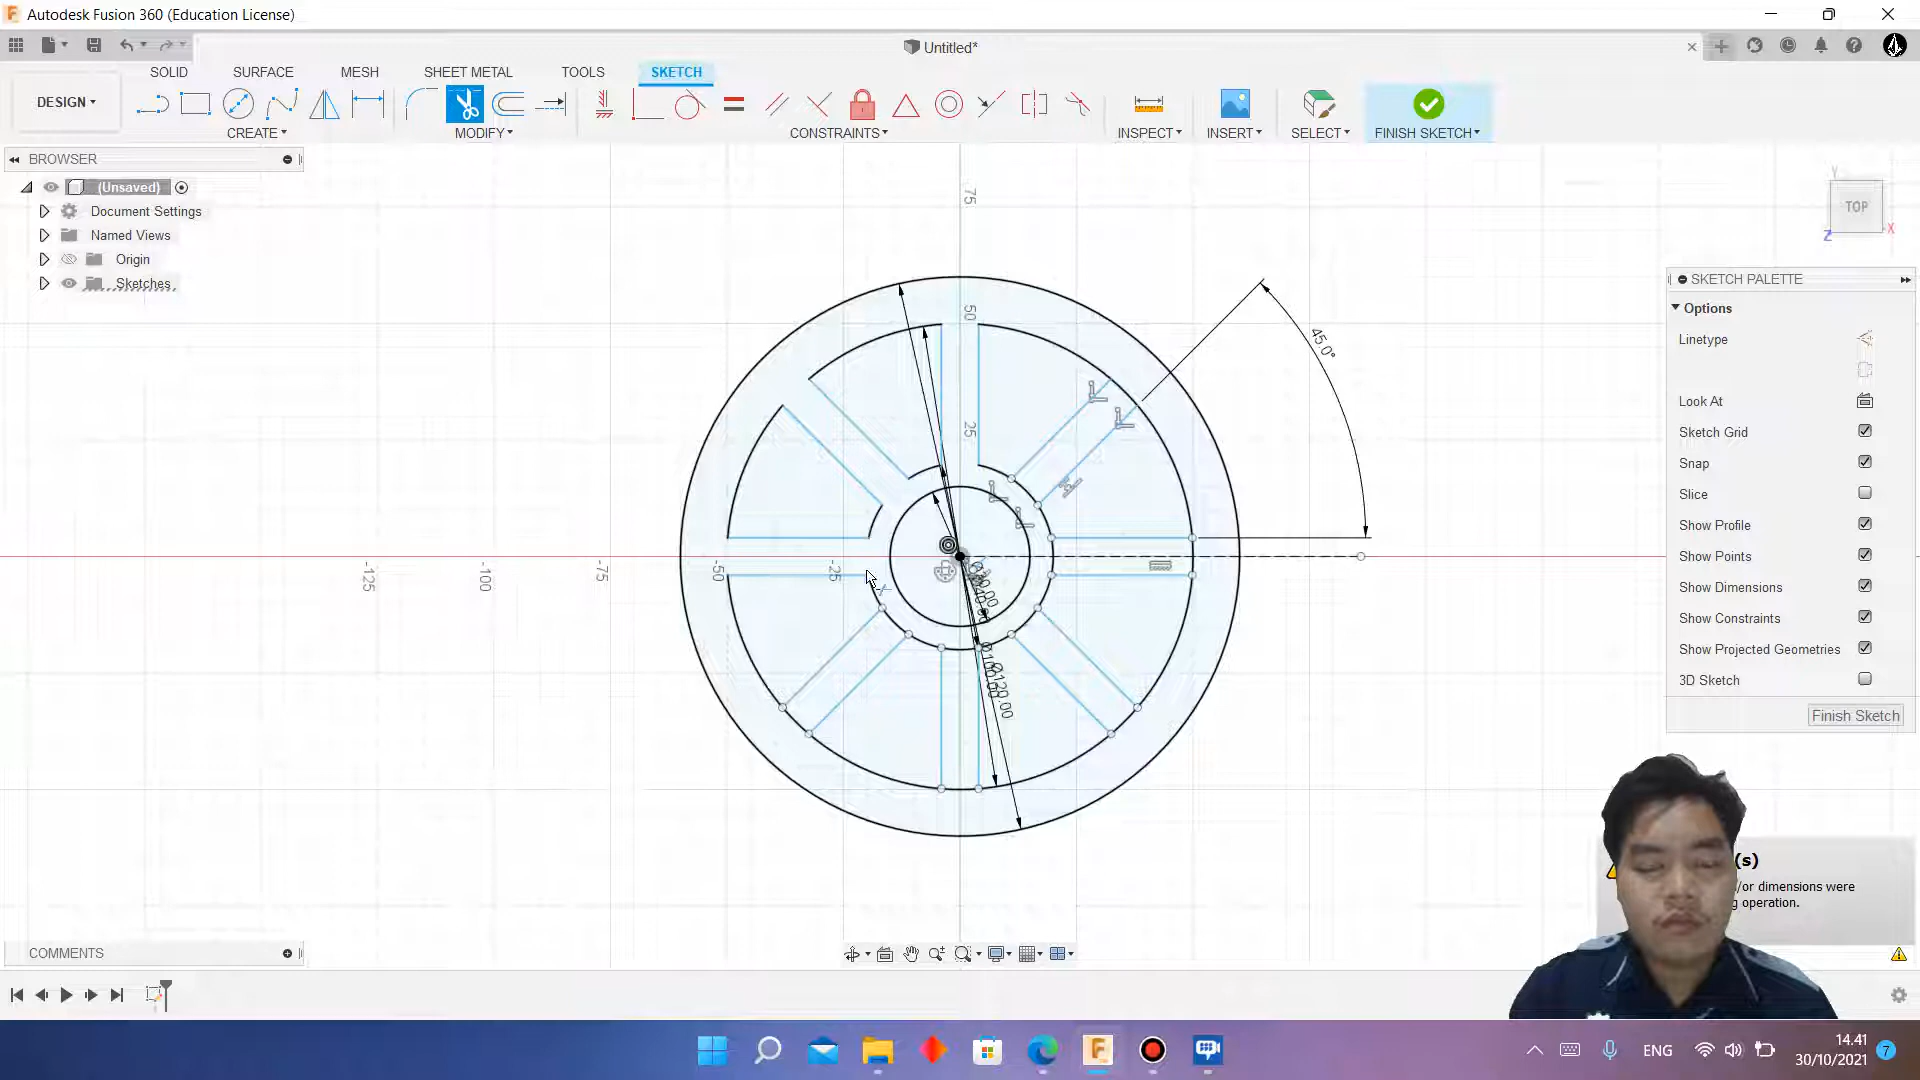 Autodesk Fusion 360 (Education License)
Untitled*
DESIGN
SOLID
SURFACE
MESH
SHEET METAL
TOOLS
SKETCH
CREATE
MODIFY
CONSTRAINTS
INSPECT
INSERT
SELECT
FINISH SKETCH
BROWSER
(Unsaved)
Document Settings
Named Views
Origin
Sketches
TOP
Y
X
Z
75
50
25
-25
-50
-75
-100
-125
45.0°
Ø120.00
SKETCH PALETTE
Options
Linetype
Look At
Sketch Grid
Snap
Slice
Show Profile
Show Points
Show Dimensions
Show Constraints
Show Projected Geometries
3D Sketch
Finish Sketch
(s)
/or dimensions were
g operation.
COMMENTS
ENG
14.41
30/10/2021
7